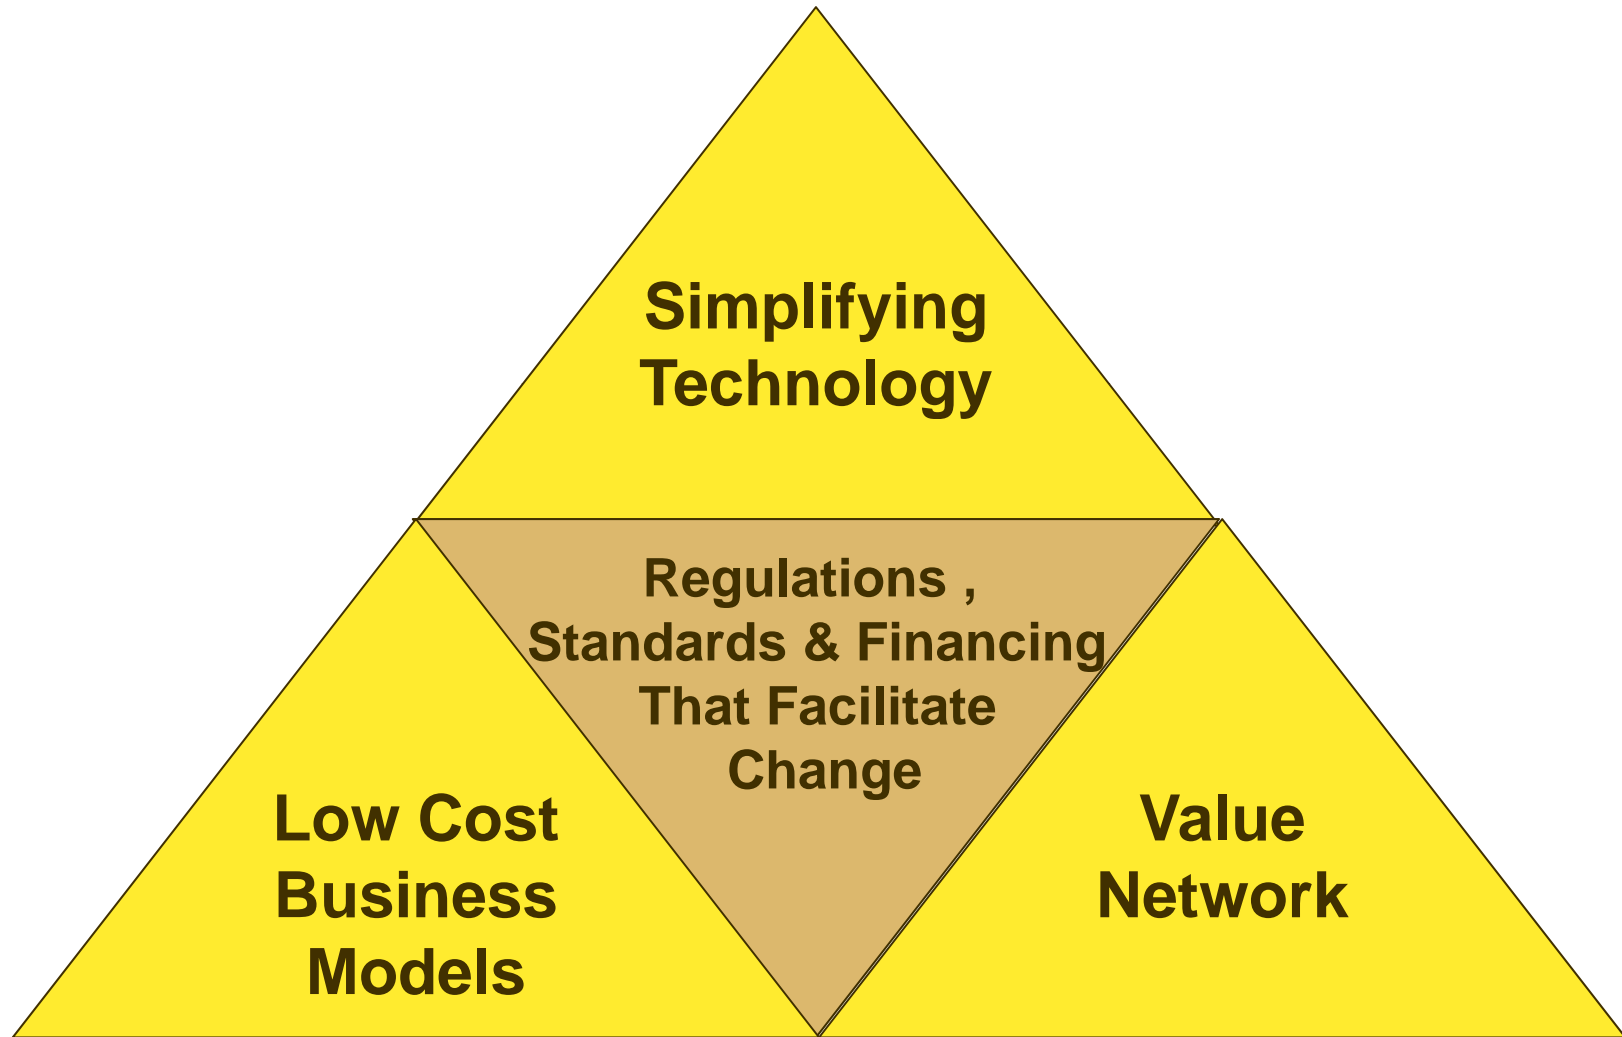 Simplifying
Technology
Regulations ,
Standards & Financing
That Facilitate
Change
Low Cost
Business
Models
Value
Network